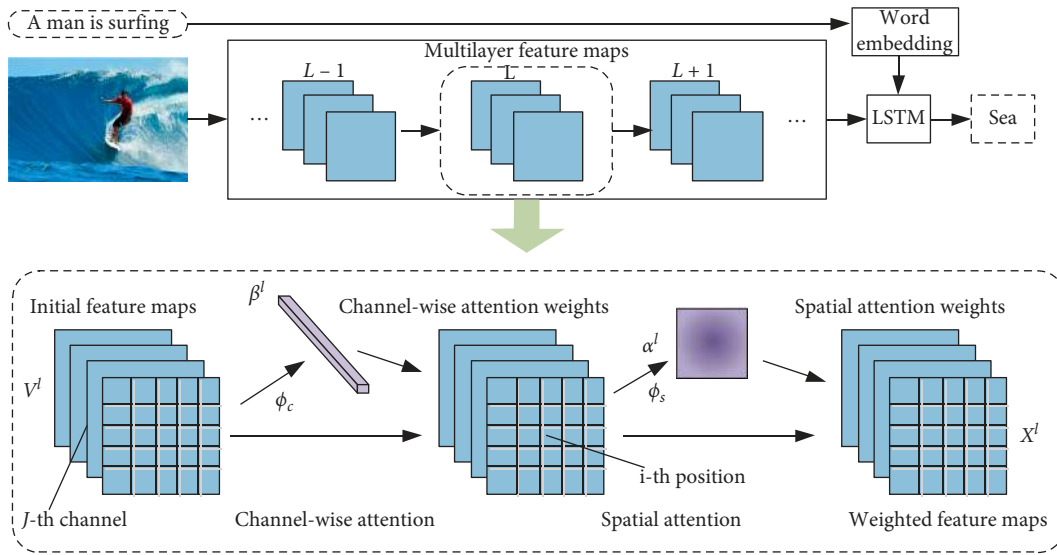 A man is surfing
Word
embedding
Multilayer feature maps
L – 1
L
L + 1
...
...
LSTM
Sea
Initial feature maps
β^l
Channel-wise attention weights
Spatial attention weights
V^l
ϕ_c
α^l
ϕ_s
X^l
i-th position
J-th channel
Channel-wise attention
Spatial attention
Weighted feature maps